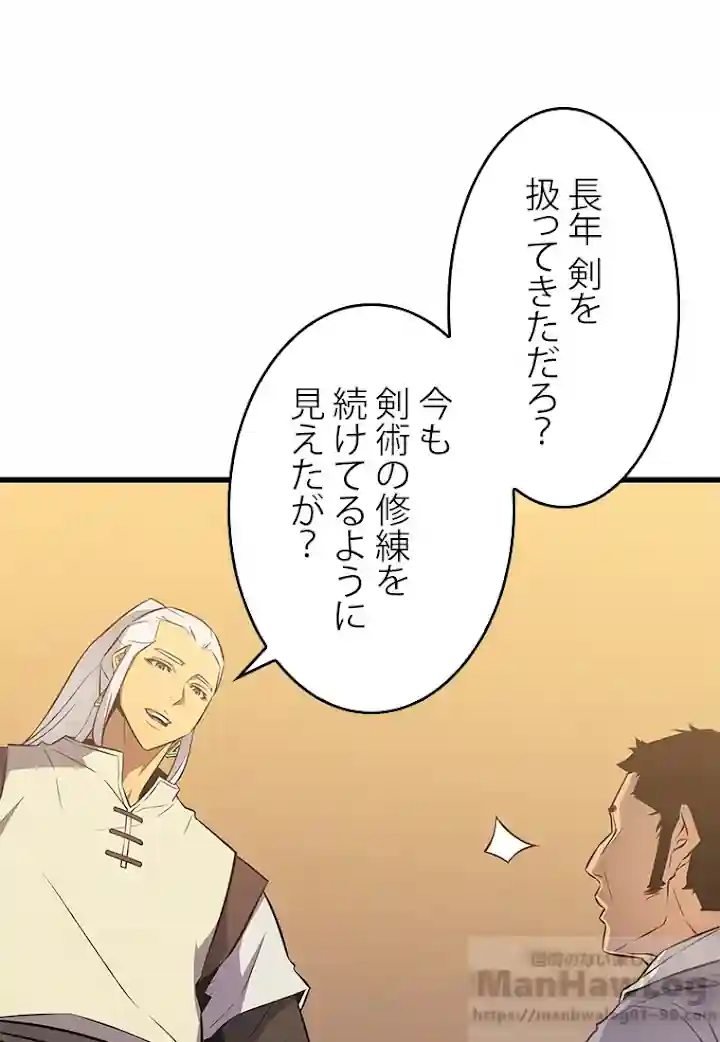 長年 剣を
扱ってきただろ？
今も
剣術の修練を
続けてるように
見えたが？
ManHawLog